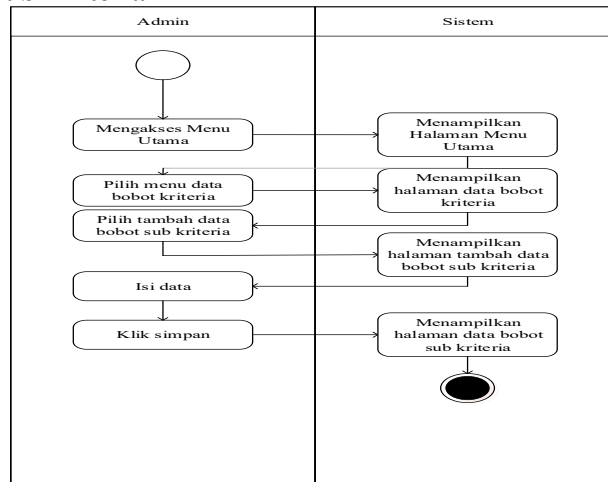 Admin
Sistem
Mengakses Menu
Utama
Menampilkan
Halaman Menu
Utama
Pilih menu data
bobot kriteria
Menampilkan
halaman data bobot
kriteria
Pilih tambah data
bobot sub kriteria
Menampilkan
halaman tambah data
bobot sub kriteria
Isi data
Klik simpan
Menampilkan
halaman data bobot
sub kriteria